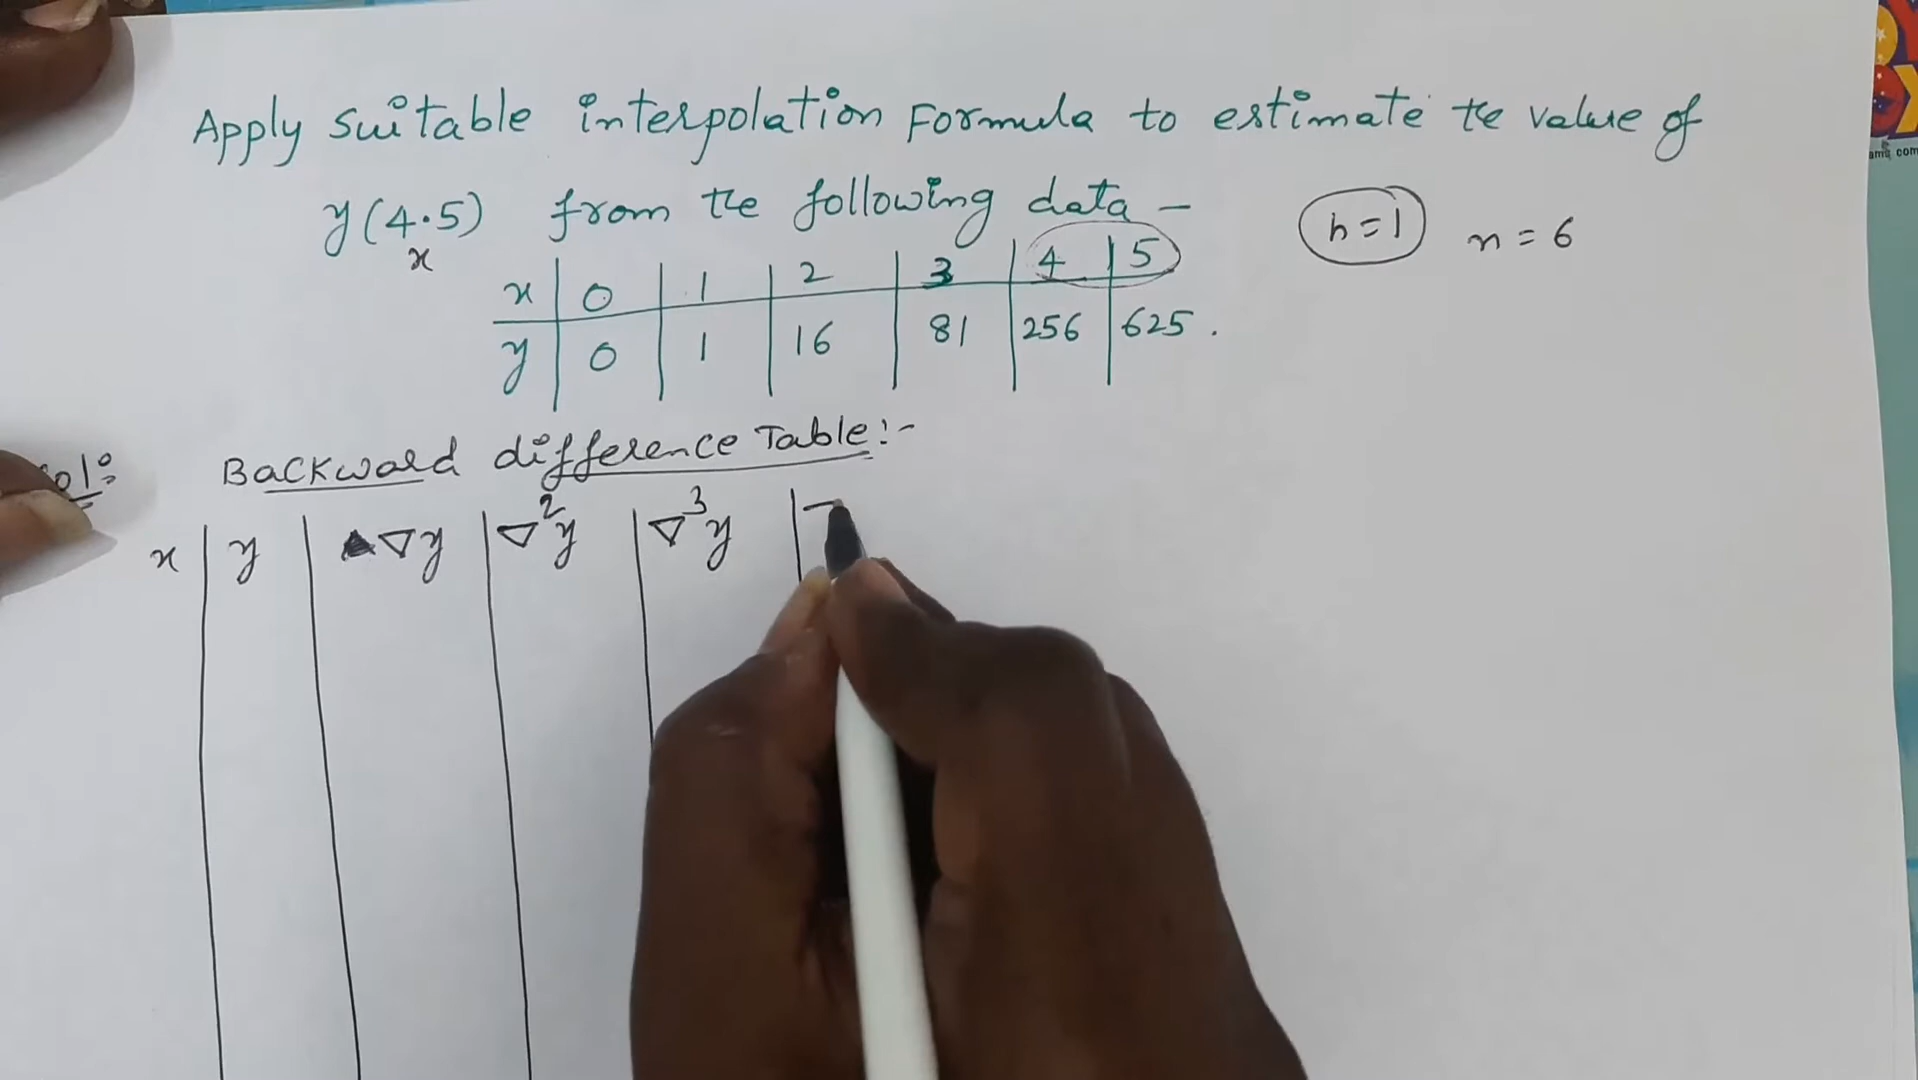 Apply suitable interpolation Formula to estimate the value of
y(4.5) from the following data -
x
h=1 n = 6
x | 0 | 1 | 2 | 3 | 4 | 5
y | 0 | 1 | 16 | 81 | 256 | 625 .
Backward difference Table:-
x | y | ∇y | ∇²y | ∇³y |